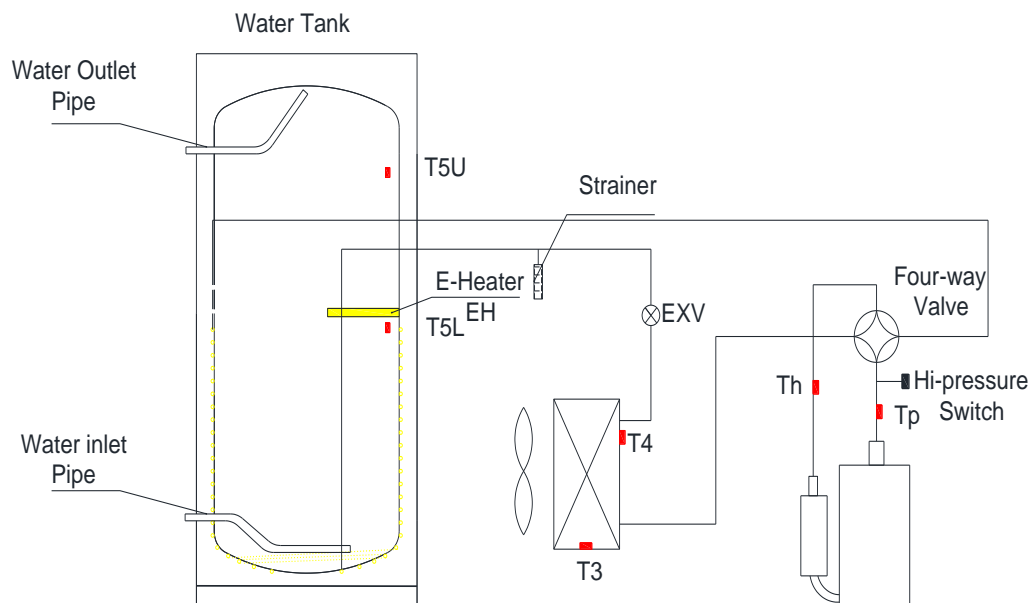 Water Tank
Water Outlet
Pipe
T5U
Strainer
E-Heater
EH
T5L
EXV
Four-way
Valve
Th
Hi-pressure
Switch
Tp
T4
Water inlet
Pipe
T3